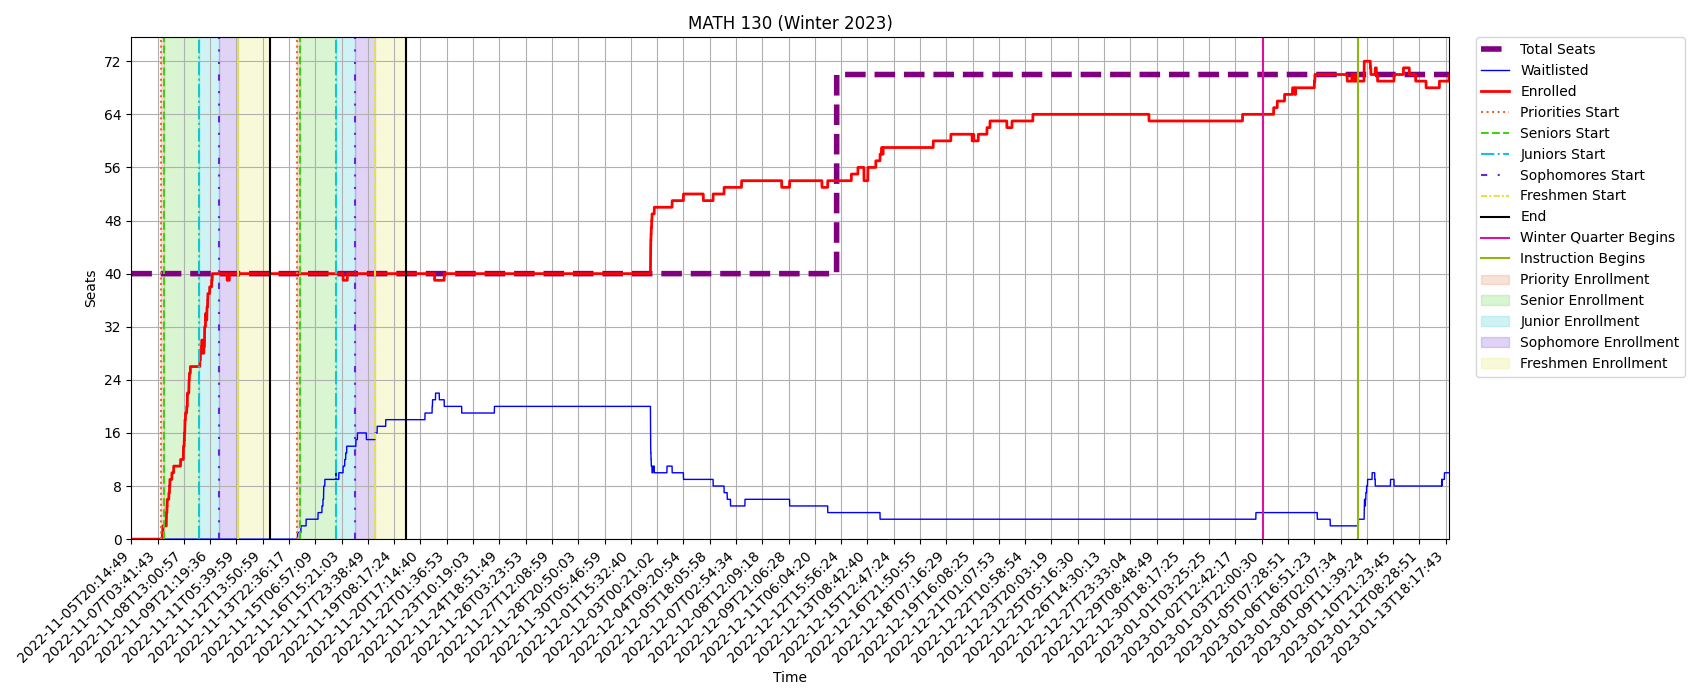 MATH 130 (Winter 2023)
72
64
56
48
40
32
24
16
8
0
Seats
2022-11-05T20:14:49
2022-11-07T03:41:43
2022-11-08T13:00:57
2022-11-09T21:19:36
2022-11-11T05:39:59
2022-11-12T13:50:59
2022-11-13T22:36:17
2022-11-15T06:57:09
2022-11-16T15:21:03
2022-11-17T23:38:49
2022-11-19T08:17:24
2022-11-20T17:14:40
2022-11-22T01:36:53
2022-11-23T10:19:03
2022-11-24T18:51:49
2022-11-26T03:23:53
2022-11-27T12:08:59
2022-11-28T20:50:03
2022-11-30T05:46:59
2022-12-01T15:32:40
2022-12-03T00:21:02
2022-12-04T09:20:54
2022-12-05T18:05:58
2022-12-07T02:54:34
2022-12-08T12:09:18
2022-12-09T21:06:28
2022-12-11T06:04:20
2022-12-12T15:56:24
2022-12-13T18:42:40
2022-12-15T12:47:24
2022-12-16T21:50:55
2022-12-18T07:16:29
2022-12-19T16:08:25
2022-12-21T01:07:53
2022-12-22T10:58:54
2022-12-23T20:03:19
2022-12-25T05:16:30
2022-12-26T14:30:13
2022-12-27T23:33:04
2022-12-29T08:48:49
2022-12-30T18:17:25
2023-01-01T03:25:25
2023-01-02T12:42:17
2023-01-03T22:00:30
2023-01-05T07:28:51
2023-01-06T16:51:23
2023-01-08T02:07:34
2023-01-09T11:39:24
2023-01-10T21:23:45
2023-01-12T08:28:51
2023-01-13T18:17:43
Time
Total Seats
Waitlisted
Enrolled
Priorities Start
Seniors Start
Juniors Start
Sophomores Start
Freshmen Start
End
Winter Quarter Begins
Instruction Begins
Priority Enrollment
Senior Enrollment
Junior Enrollment
Sophomore Enrollment
Freshmen Enrollment